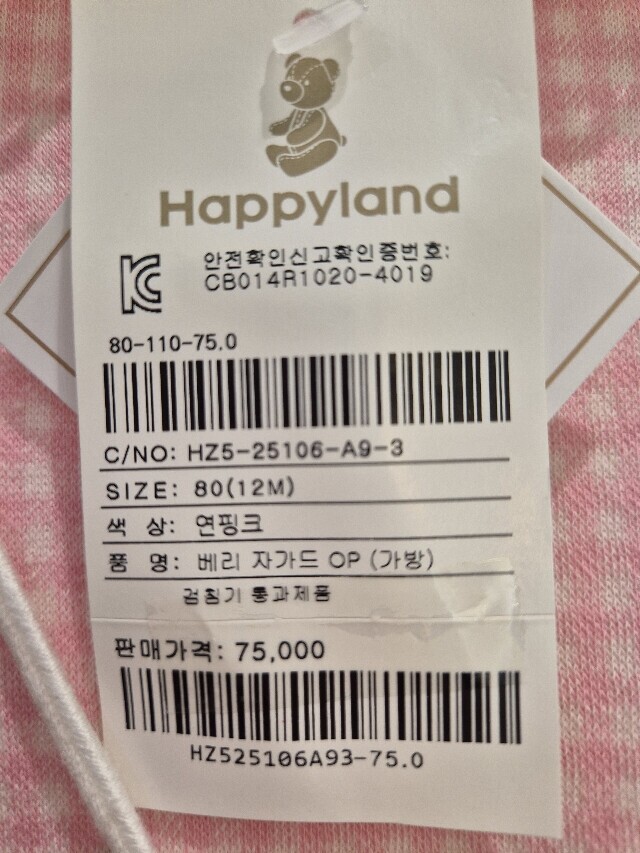 Happyland
안전확인신고확인증번호:
CB014R1020-4019
80-110-75.0
C/NO: HZ5-25106-A9-3
SIZE: 80(12M)
색 상: 연핑크
품 명: 베리 자가드 OP (가방)
검침기 통과제품
판매가격: 75,000
HZ525106A93-75.0